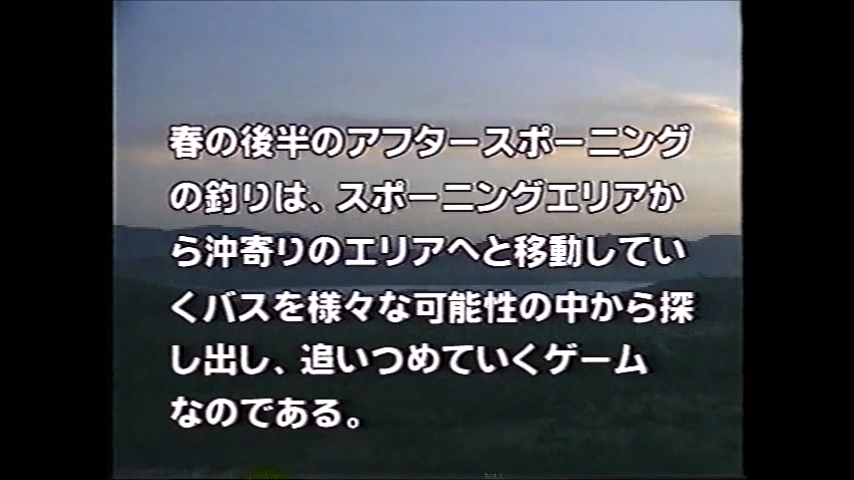 春の後半のアフタースポーニング
の釣りは、スポーニングエリアか
ら沖寄りのエリアへと移動してい
くバスを様々な可能性の中から探
し出し、追いつめていくゲーム
なのである。